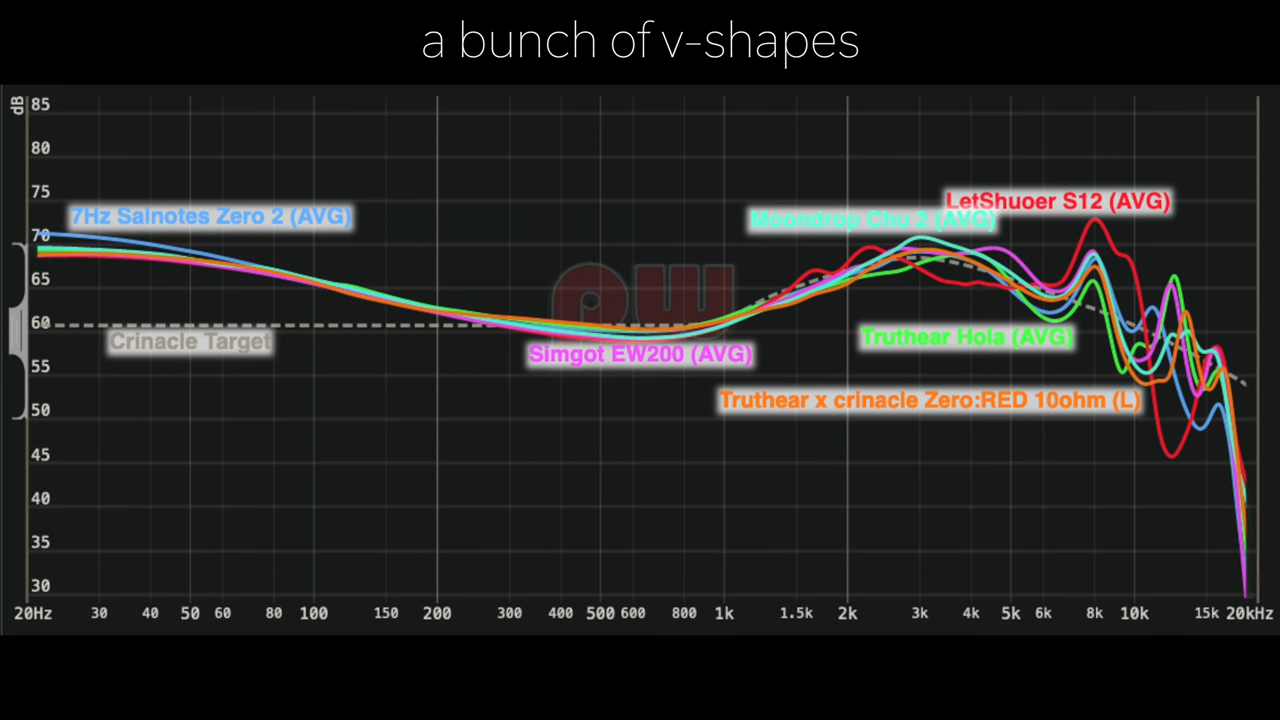 a bunch of v-shapes
dB
85
80
75
70
65
60
55
50
45
40
35
30
7Hz Salnotes Zero 2 (AVG)
LetShuoer S12 (AVG)
Moondrop Chu 2 (AVG)
pw
Crinacle Target
Truthear Hola (AVG)
Simgot EW200 (AVG)
Truthear x crinacle Zero:RED 10ohm (L)
20Hz 30 40 50 60 80 100 150 200 300 400 500 600 800 1k 1.5k 2k 3k 4k 5k 6k 8k 10k 15k 20kHz